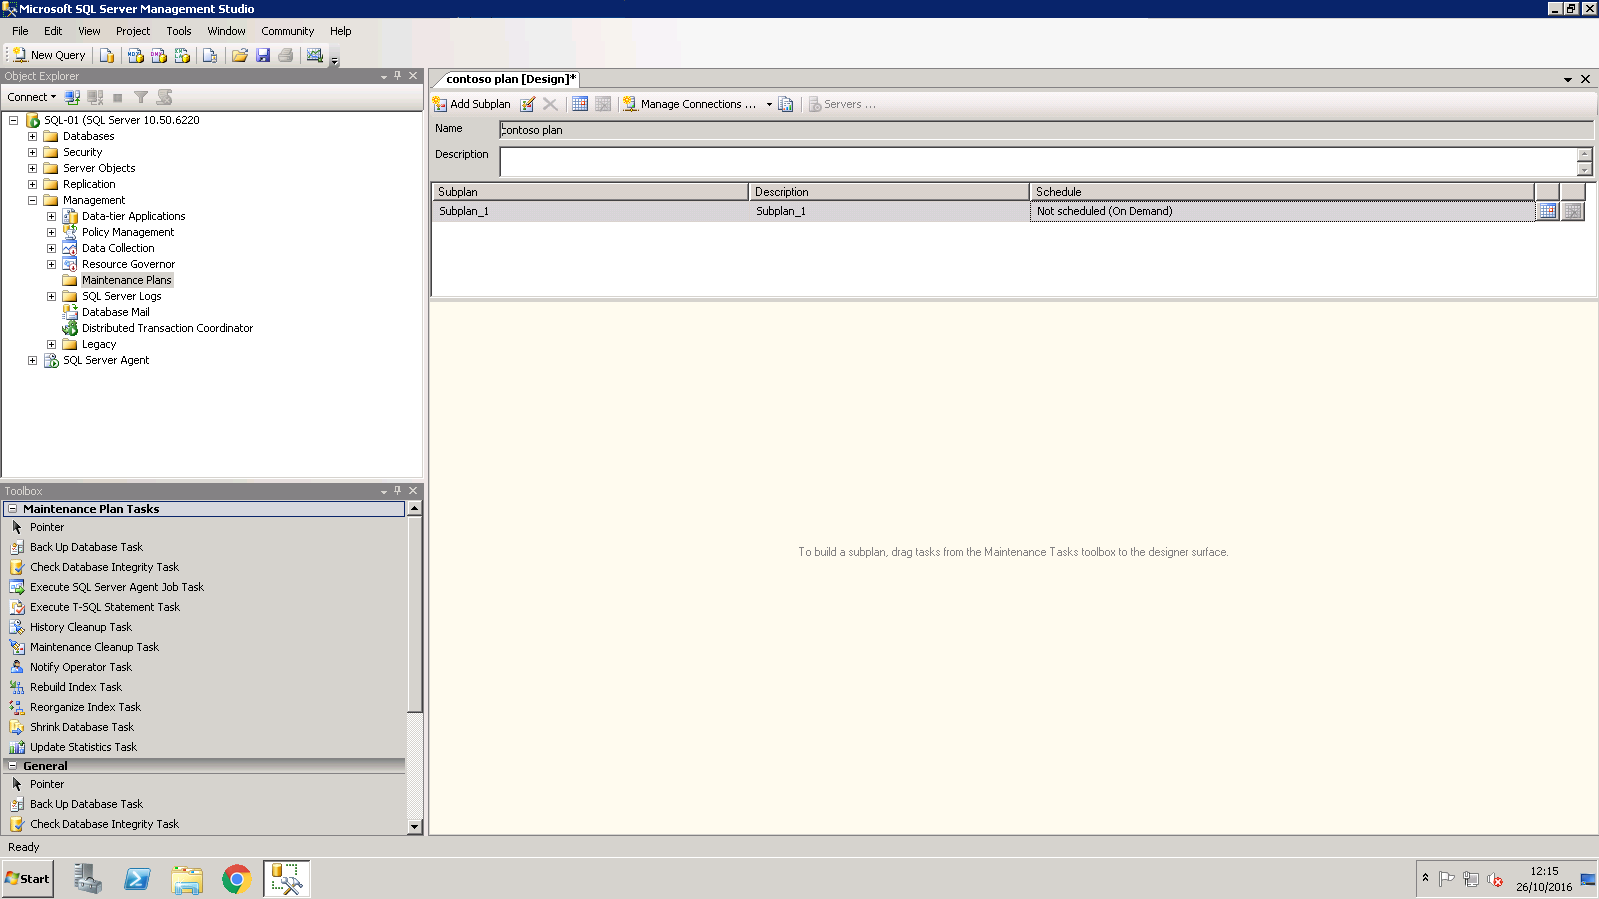 Microsoft SQL Server Management Studio
File Edit View Project Tools Window Community Help
New Query
Object Explorer
Connect
SQL-01 (SQL Server 10.50.6220
Databases
Security
Server Objects
Replication
Management
Data-tier Applications
Policy Management
Data Collection
Resource Governor
Maintenance Plans
SQL Server Logs
Database Mail
Distributed Transaction Coordinator
Legacy
SQL Server Agent
Toolbox
Maintenance Plan Tasks
Pointer
Back Up Database Task
Check Database Integrity Task
Execute SQL Server Agent Job Task
Execute T-SQL Statement Task
History Cleanup Task
Maintenance Cleanup Task
Notify Operator Task
Rebuild Index Task
Reorganize Index Task
Shrink Database Task
Update Statistics Task
General
Pointer
Back Up Database Task
Check Database Integrity Task
contoso plan [Design]*
Add Subplan Manage Connections ... Servers ...
Name contoso plan
Description
Subplan Description Schedule
Subplan_1 Subplan_1 Not scheduled (On Demand)
To build a subplan, drag tasks from the Maintenance Tasks toolbox to the designer surface.
Ready
Start
12:15
26/10/2016